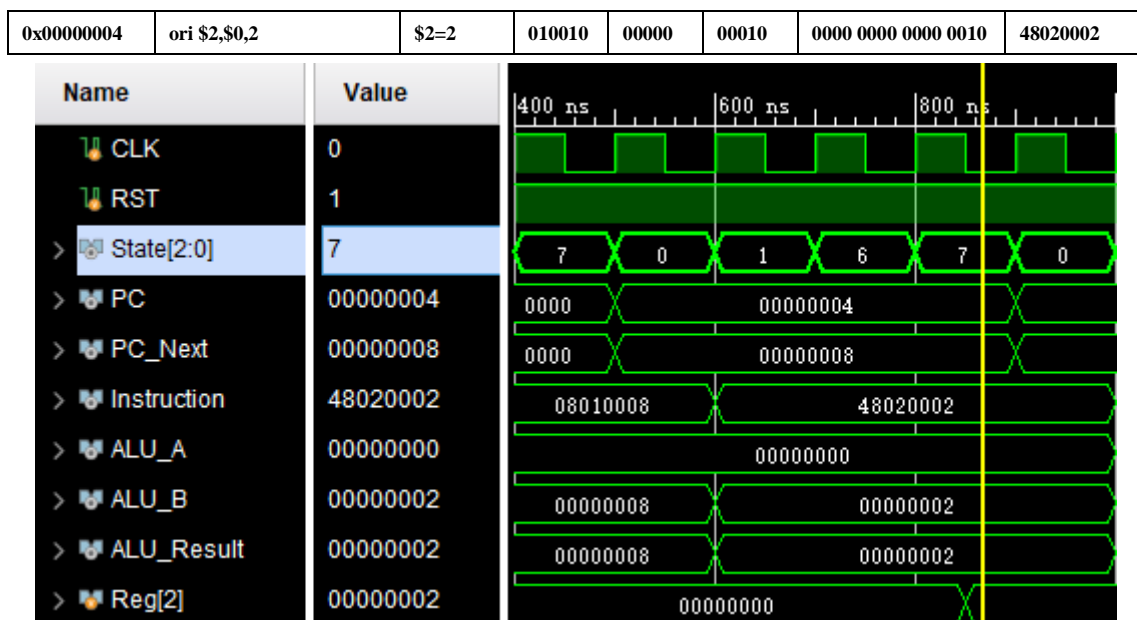 0x00000004 ori $2,$0,2 $2=2 010010 00000 00010 0000 0000 0000 0010 48020002
Name Value 400 ns 600 ns 800 ns
CLK 0
RST 1
State[2:0] 7 7 0 1 6 7 0
PC 00000004 0000 00000004
PC_Next 00000008 0000 00000008
Instruction 48020002 08010008 48020002
ALU_A 00000000 00000000
ALU_B 00000002 00000008 00000002
ALU_Result 00000002 00000008 00000002
Reg[2] 00000002 00000000